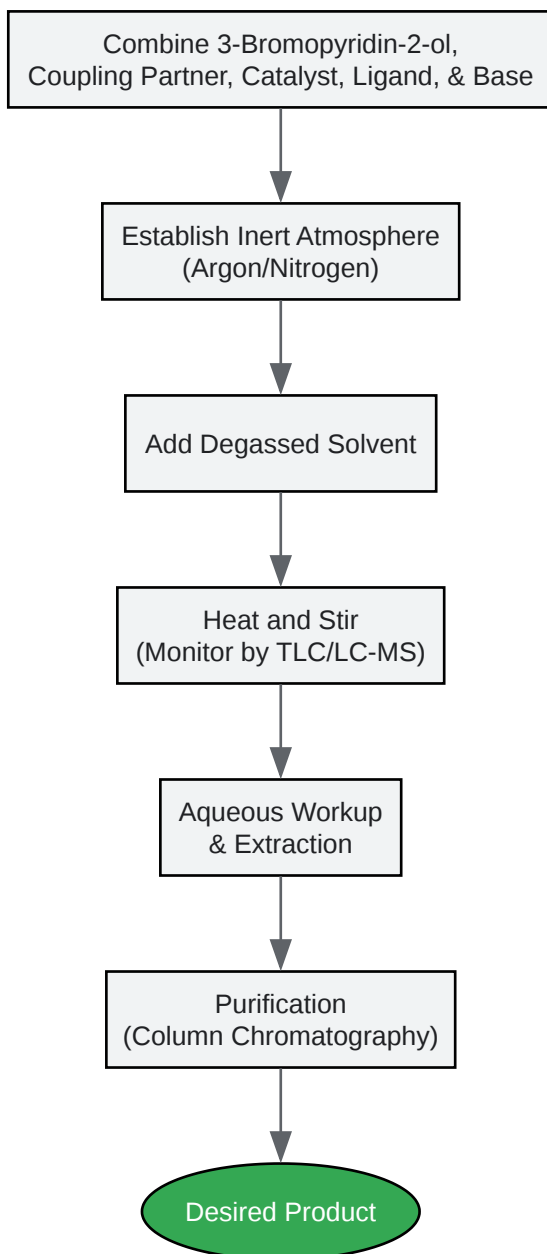 Combine 3-Bromopyridin-2-ol,
Coupling Partner, Catalyst, Ligand, & Base
Establish Inert Atmosphere
(Argon/Nitrogen)
Add Degassed Solvent
Heat and Stir
(Monitor by TLC/LC-MS)
Aqueous Workup
& Extraction
Purification
(Column Chromatography)
Desired Product